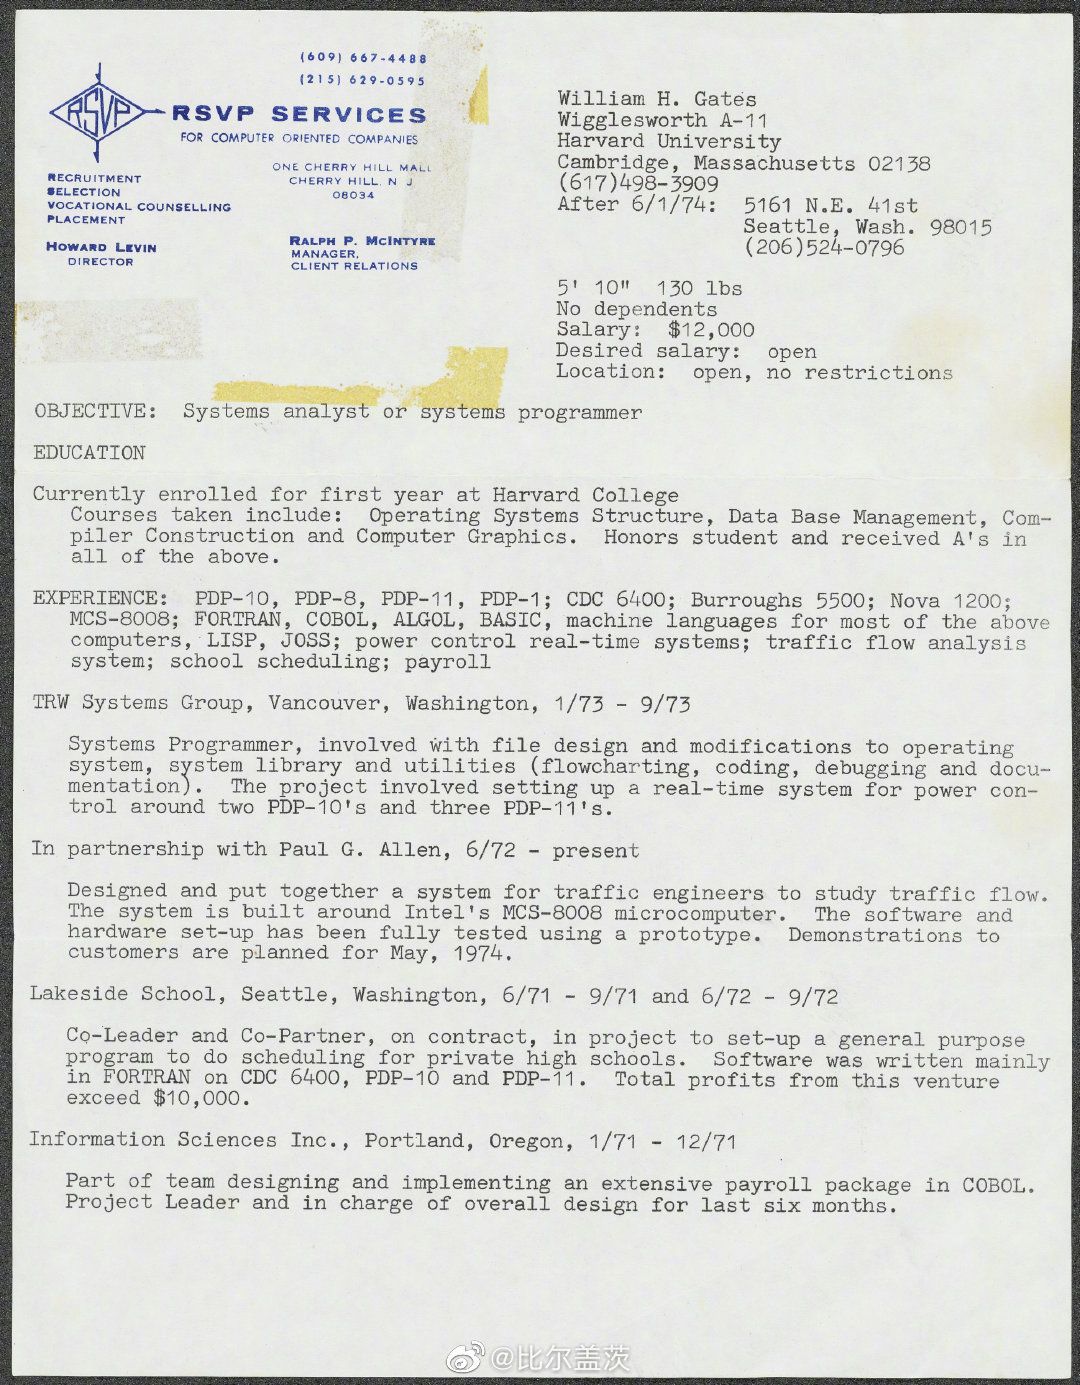 (609) 667-4488
(215) 629-0595
RSVP
RSVP SERVICES
FOR COMPUTER ORIENTED COMPANIES
ONE CHERRY HILL MALL
CHERRY HILL, N J
08034
RECRUITMENT
SELECTION
VOCATIONAL COUNSELLING
PLACEMENT
HOWARD LEVIN
DIRECTOR
RALPH P. MCINTYRE
MANAGER,
CLIENT RELATIONS
William H. Gates
Wigglesworth A-11
Harvard University
Cambridge, Massachusetts 02138
(617)498-3909
After 6/1/74: 5161 N.E. 41st
Seattle, Wash. 98015
(206)524-0796
5' 10" 130 lbs
No dependents
Salary: $12,000
Desired salary: open
Location: open, no restrictions
OBJECTIVE: Systems analyst or systems programmer
EDUCATION
Currently enrolled for first year at Harvard College
Courses taken include: Operating Systems Structure, Data Base Management, Com-
piler Construction and Computer Graphics. Honors student and received A's in
all of the above.
EXPERIENCE: PDP-10, PDP-8, PDP-11, PDP-1; CDC 6400; Burroughs 5500; Nova 1200;
MCS-8008; FORTRAN, COBOL, ALGOL, BASIC, machine languages for most of the above
computers, LISP, JOSS; power control real-time systems; traffic flow analysis
system; school scheduling; payroll
TRW Systems Group, Vancouver, Washington, 1/73 - 9/73
Systems Programmer, involved with file design and modifications to operating
system, system library and utilities (flowcharting, coding, debugging and docu-
mentation). The project involved setting up a real-time system for power con-
trol around two PDP-10's and three PDP-11's.
In partnership with Paul G. Allen, 6/72 - present
Designed and put together a system for traffic engineers to study traffic flow.
The system is built around Intel's MCS-8008 microcomputer. The software and
hardware set-up has been fully tested using a prototype. Demonstrations to
customers are planned for May, 1974.
Lakeside School, Seattle, Washington, 6/71 - 9/71 and 6/72 - 9/72
Co-Leader and Co-Partner, on contract, in project to set-up a general purpose
program to do scheduling for private high schools. Software was written mainly
in FORTRAN on CDC 6400, PDP-10 and PDP-11. Total profits from this venture
exceed $10,000.
Information Sciences Inc., Portland, Oregon, 1/71 - 12/71
Part of team designing and implementing an extensive payroll package in COBOL.
Project Leader and in charge of overall design for last six months.
@比尔盖茨